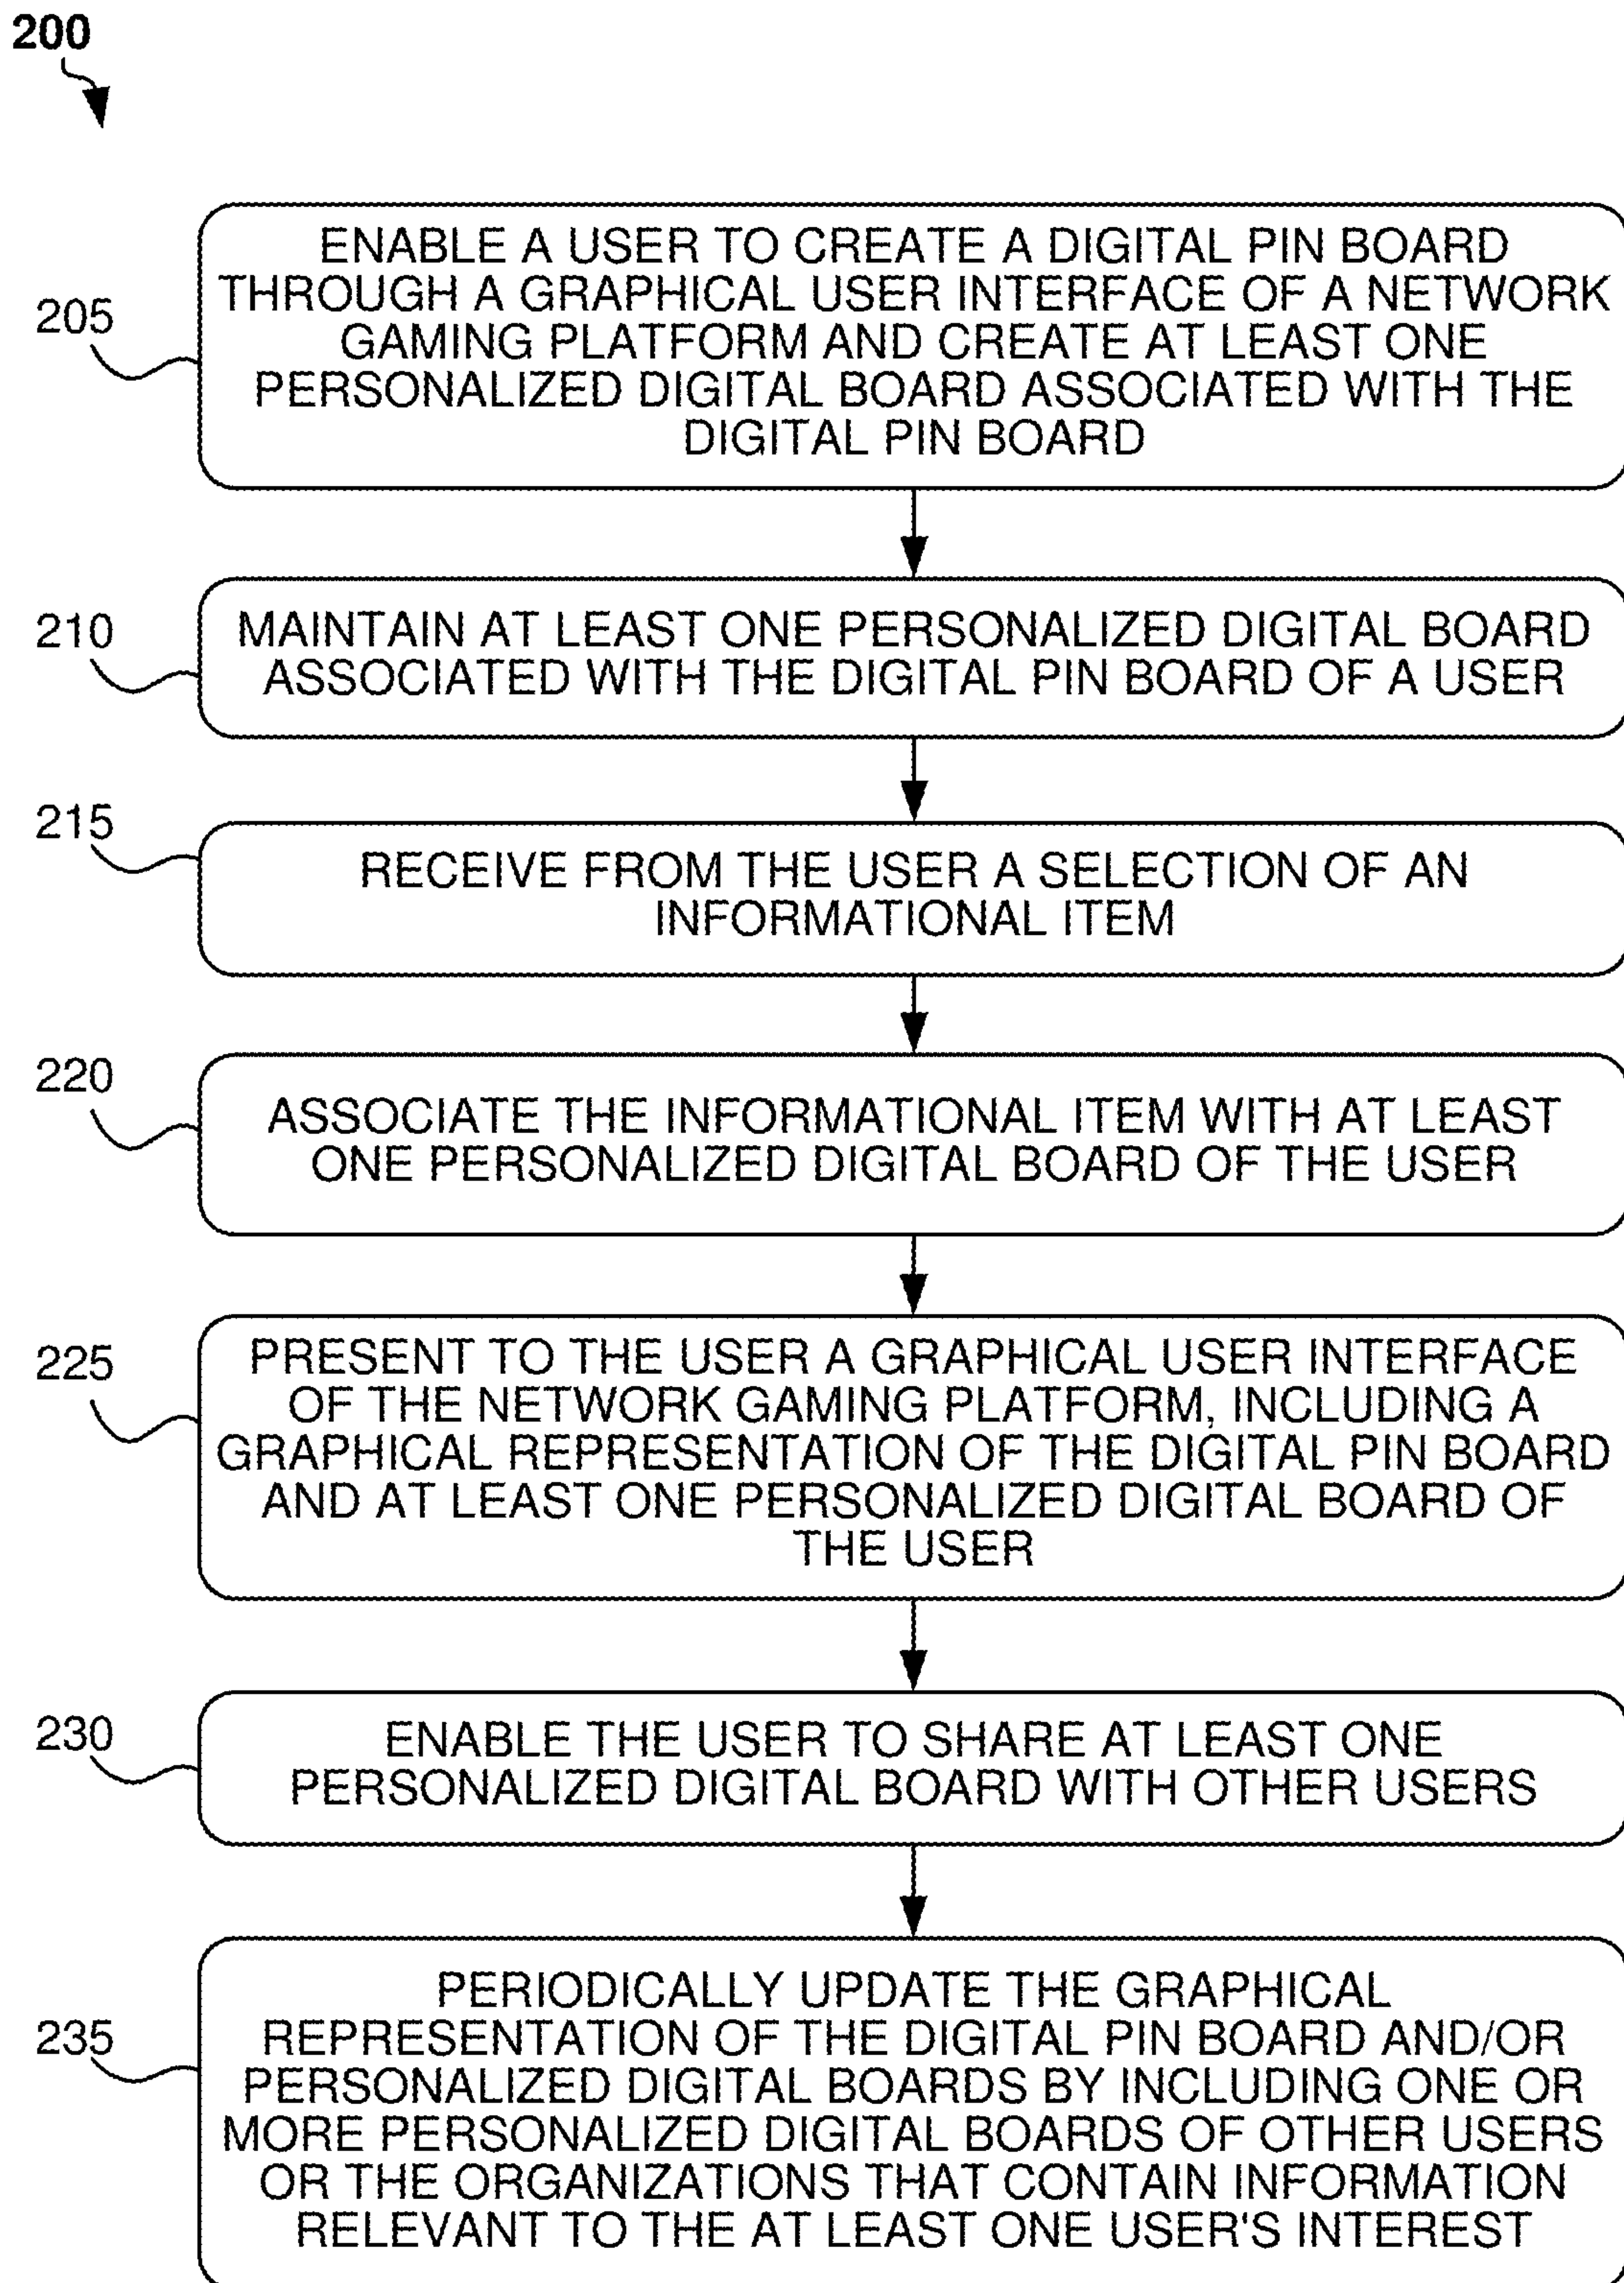 200
205
ENABLE A USER TO CREATE A DIGITAL PIN BOARD
THROUGH A GRAPHICAL USER INTERFACE OF A NETWORK
GAMING PLATFORM AND CREATE AT LEAST ONE
PERSONALIZED DIGITAL BOARD ASSOCIATED WITH THE
DIGITAL PIN BOARD
210
MAINTAIN AT LEAST ONE PERSONALIZED DIGITAL BOARD
ASSOCIATED WITH THE DIGITAL PIN BOARD OF A USER
215
RECEIVE FROM THE USER A SELECTION OF AN
INFORMATIONAL ITEM
220
ASSOCIATE THE INFORMATIONAL ITEM WITH AT LEAST
ONE PERSONALIZED DIGITAL BOARD OF THE USER
225
PRESENT TO THE USER A GRAPHICAL USER INTERFACE
OF THE NETWORK GAMING PLATFORM, INCLUDING A
GRAPHICAL REPRESENTATION OF THE DIGITAL PIN BOARD
AND AT LEAST ONE PERSONALIZED DIGITAL BOARD OF
THE USER
230
ENABLE THE USER TO SHARE AT LEAST ONE
PERSONALIZED DIGITAL BOARD WITH OTHER USERS
235
PERIODICALLY UPDATE THE GRAPHICAL
REPRESENTATION OF THE DIGITAL PIN BOARD AND/OR
PERSONALIZED DIGITAL BOARDS BY INCLUDING ONE OR
MORE PERSONALIZED DIGITAL BOARDS OF OTHER USERS
OR THE ORGANIZATIONS THAT CONTAIN INFORMATION
RELEVANT TO THE AT LEAST ONE USER'S INTEREST